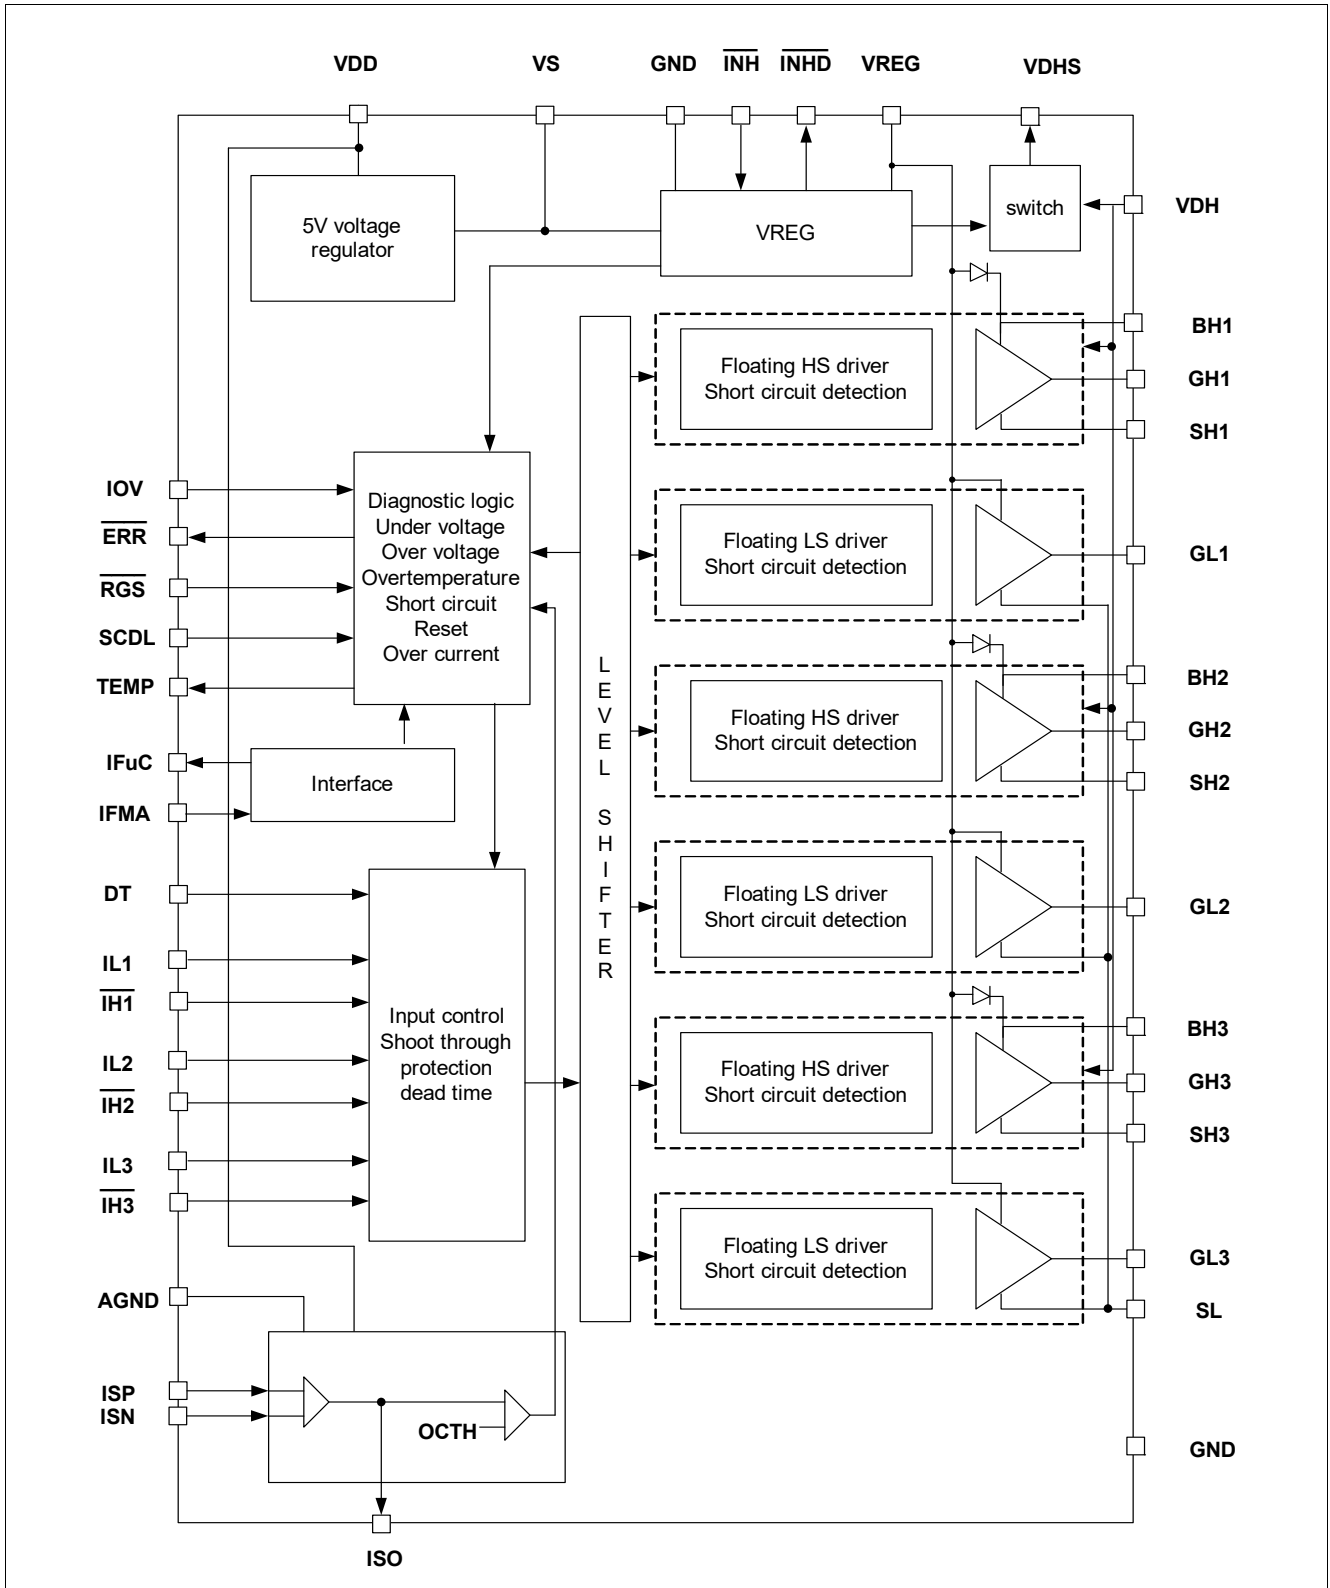 VDD VS GND INH INHD VREG VDHS
5V voltage
regulator
VREG
switch
VDH
BH1
Floating HS driver
Short circuit detection
GH1
SH1
IOV
ERR
RGS
SCDL
TEMP
Diagnostic logic
Under voltage
Over voltage
Overtemperature
Short circuit
Reset
Over current
Floating LS driver
Short circuit detection
GL1
LEVEL SHIFTER
BH2
Floating HS driver
Short circuit detection
GH2
SH2
IFuC
IFMA
Interface
Floating LS driver
Short circuit detection
GL2
DT
IL1
IH1
IL2
IH2
IL3
IH3
Input control
Shoot through
protection
dead time
BH3
Floating HS driver
Short circuit detection
GH3
SH3
Floating LS driver
Short circuit detection
GL3
SL
AGND
ISP
ISN
OCTH
GND
ISO